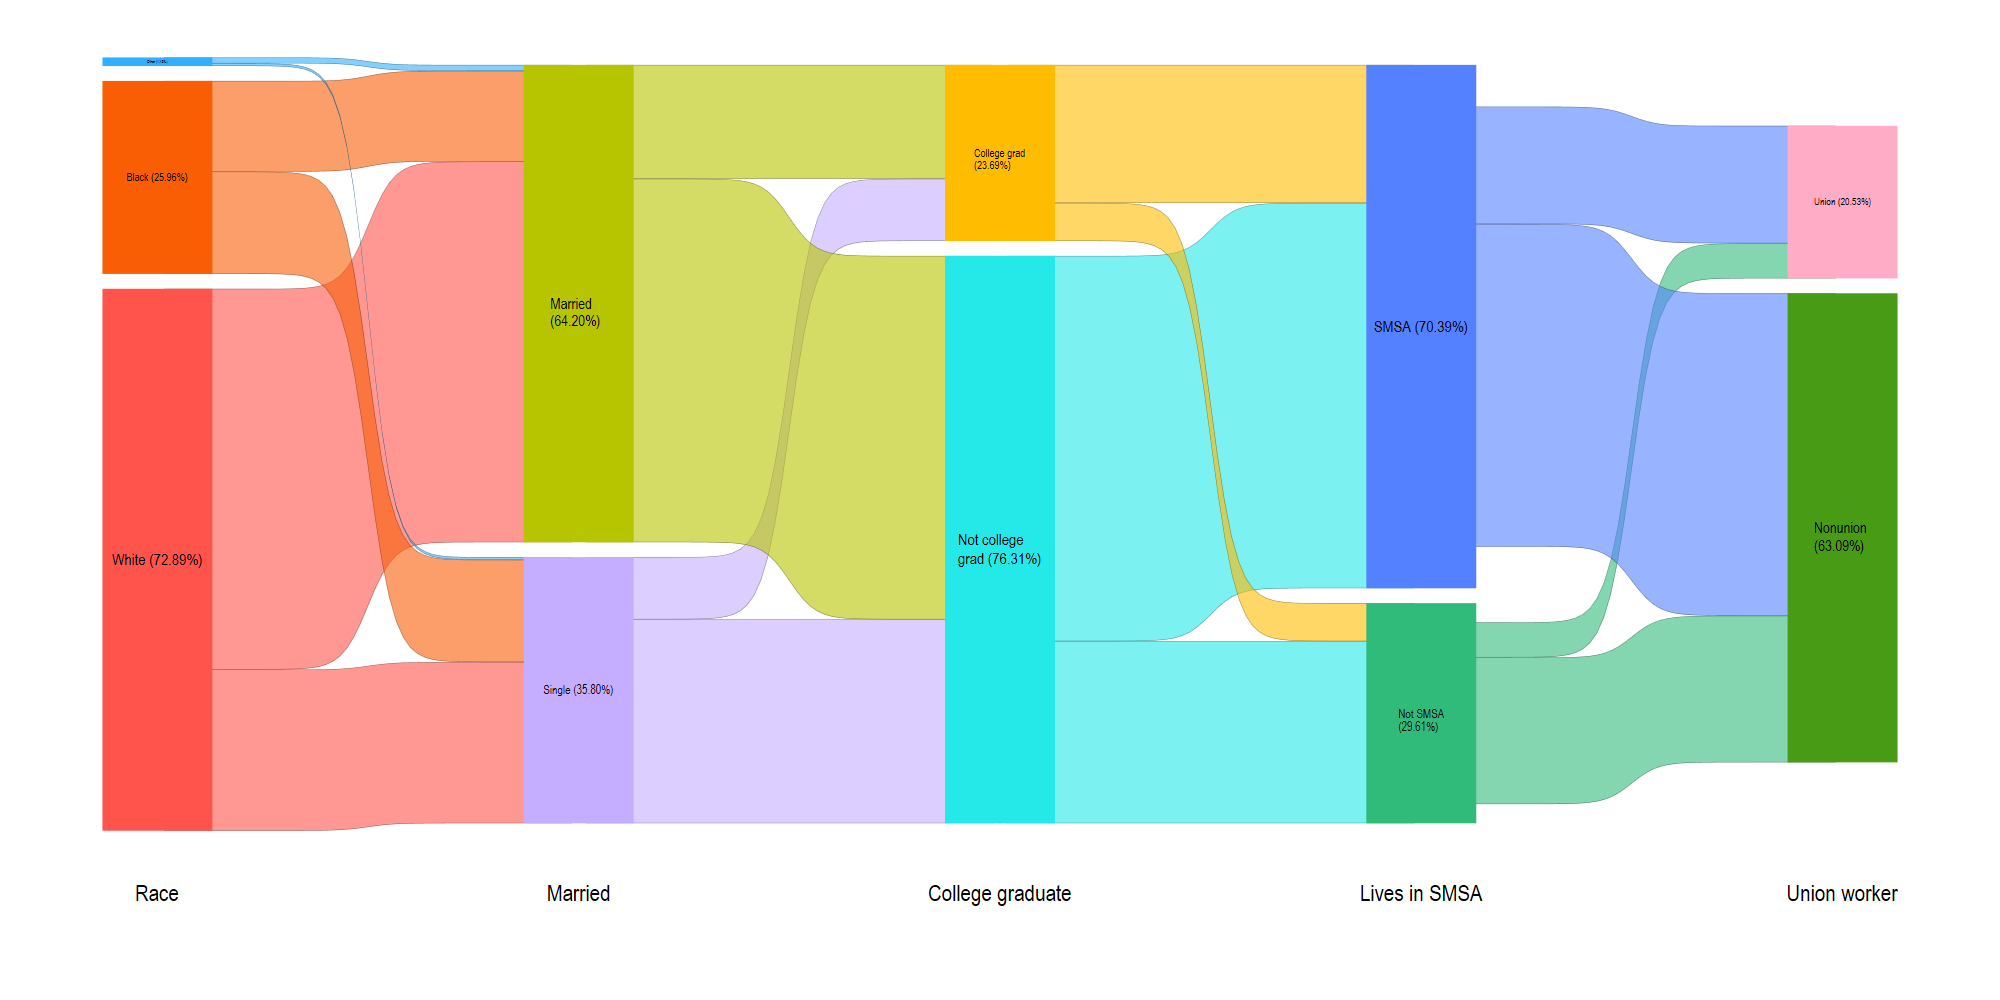 Black (25.96%)
White (72.89%)
Married
(64.20%)
Single (35.80%)
College grad
(23.69%)
Not college
grad (76.31%)
SMSA (70.39%)
Not SMSA
(29.61%)
Union (20.53%)
Nonunion
(63.09%)
Race
Married
College graduate
Lives in SMSA
Union worker